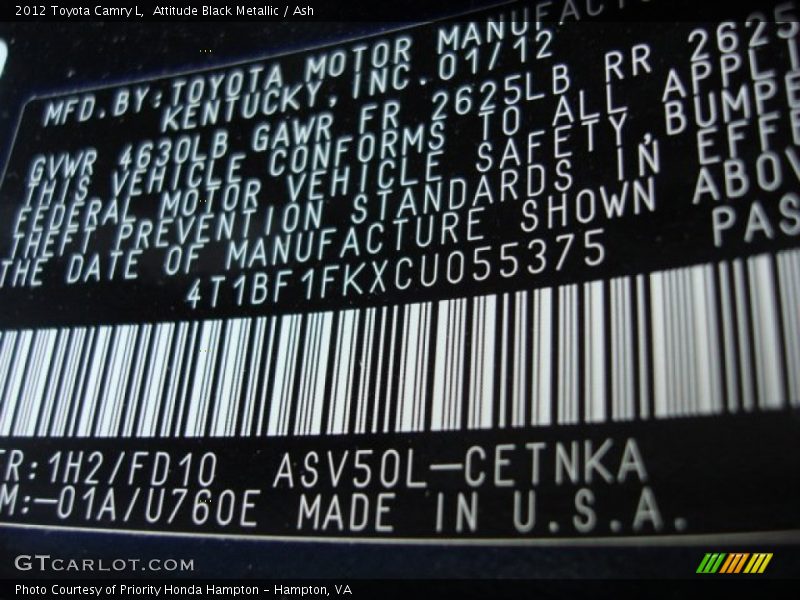 2012 Toyota Camry L,  Attitude Black Metallic / Ash
MFD. BY: TOYOTA MOTOR MANUFACTU
KENTUCKY, INC. 01/12
GVWR 4630LB GAWR FR 2625LB RR 2625
THIS VEHICLE CONFORMS TO ALL APPLI
FEDERAL MOTOR VEHICLE SAFETY, BUMPE
THEFT PREVENTION STANDARDS IN EFFE
THE DATE OF MANUFACTURE SHOWN ABOV
4T1BF1FKXCU055375 PAS
TR:1H2/FD10 ASV50L-CETNKA
M:-01A/U760E MADE IN U.S.A.
GTCARLOT.COM
Photo Courtesy of Priority Honda Hampton - Hampton, VA